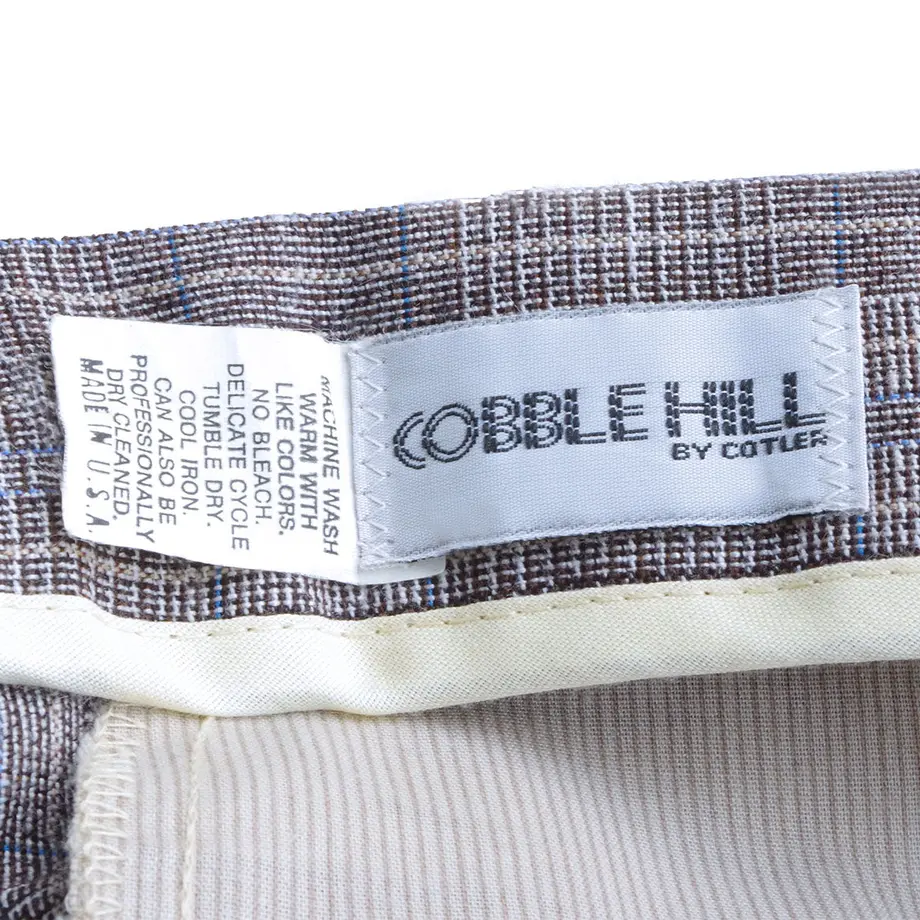 MACHINE WASH
WARM WITH
LIKE COLORS.
NO BLEACH.
DELICATE CYCLE
TUMBLE DRY.
COOL IRON.
CAN ALSO BE
PROFESSIONALLY
DRY CLEANED.
MADE IN U.S.A.
COBBLE HILL
BY COTLER